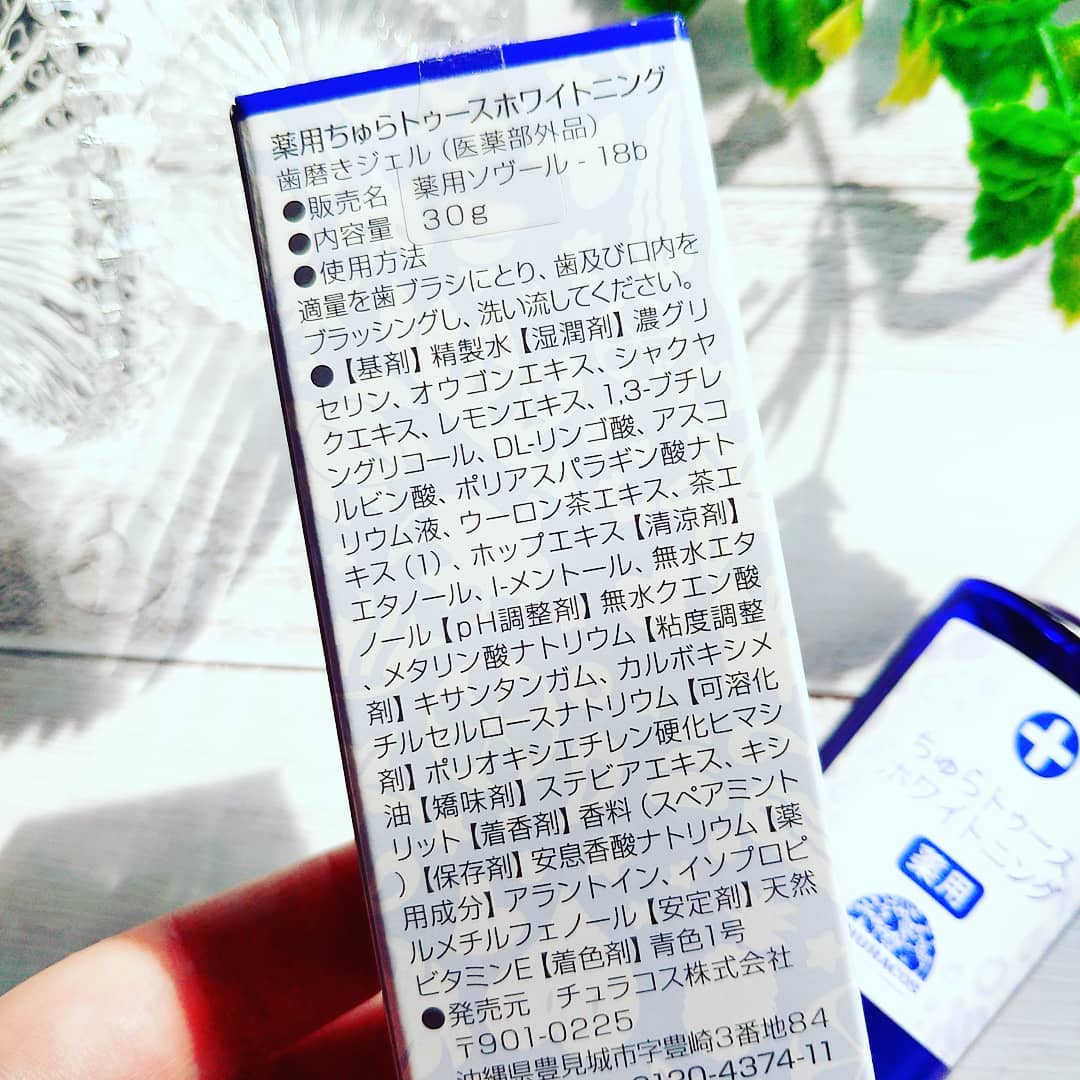 薬用ちゅらトゥースホワイトニング
歯磨きジェル（医薬部外品）
●販売名 薬用ソヴール - 18b
●内容量 30g
●使用方法
適量を歯ブラシにとり、歯及び口内を
ブラッシングし、洗い流してください。
●【基剤】精製水【湿潤剤】濃グリ
セリン、オウゴンエキス、シャクヤ
クエキス、レモンエキス、1,3-ブチレ
ングリコール、DL-リンゴ酸、アスコ
ルビン酸、ポリアスパラギン酸ナト
リウム液、ウーロン茶エキス、茶エ
キス（1）、ホップエキス【清涼剤】
エタノール、l-メントール、無水エタ
ノール【pH調整剤】無水クエン酸
、メタリン酸ナトリウム【粘度調整
剤】キサンタンガム、カルボキシメ
チルセルロースナトリウム【可溶化
剤】ポリオキシエチレン硬化ヒマシ
油【矯味剤】ステビアエキス、キシ
リット【着香剤】香料（スペアミント
）【保存剤】安息香酸ナトリウム【薬
用成分】アラントイン、イソプロピ
ルメチルフェノール【安定剤】天然
ビタミンE【着色剤】青色1号
●発売元 チュラコス株式会社
〒901-0225
沖縄県豊見城市字豊崎3番地84
0120-4374-11
ちゅらトゥース
ホワイトニング
薬用